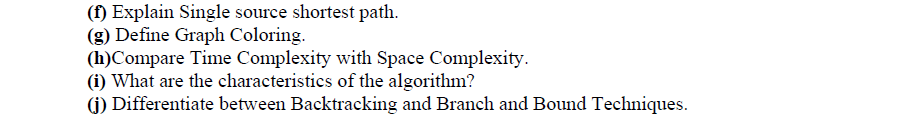 (f) Explain Single source shortest path.
(g) Define Graph Coloring.
(h)Compare Time Complexity with Space Complexity.
(i) What are the characteristics of the algorithm?
(j) Differentiate between Backtracking and Branch and Bound Techniques.